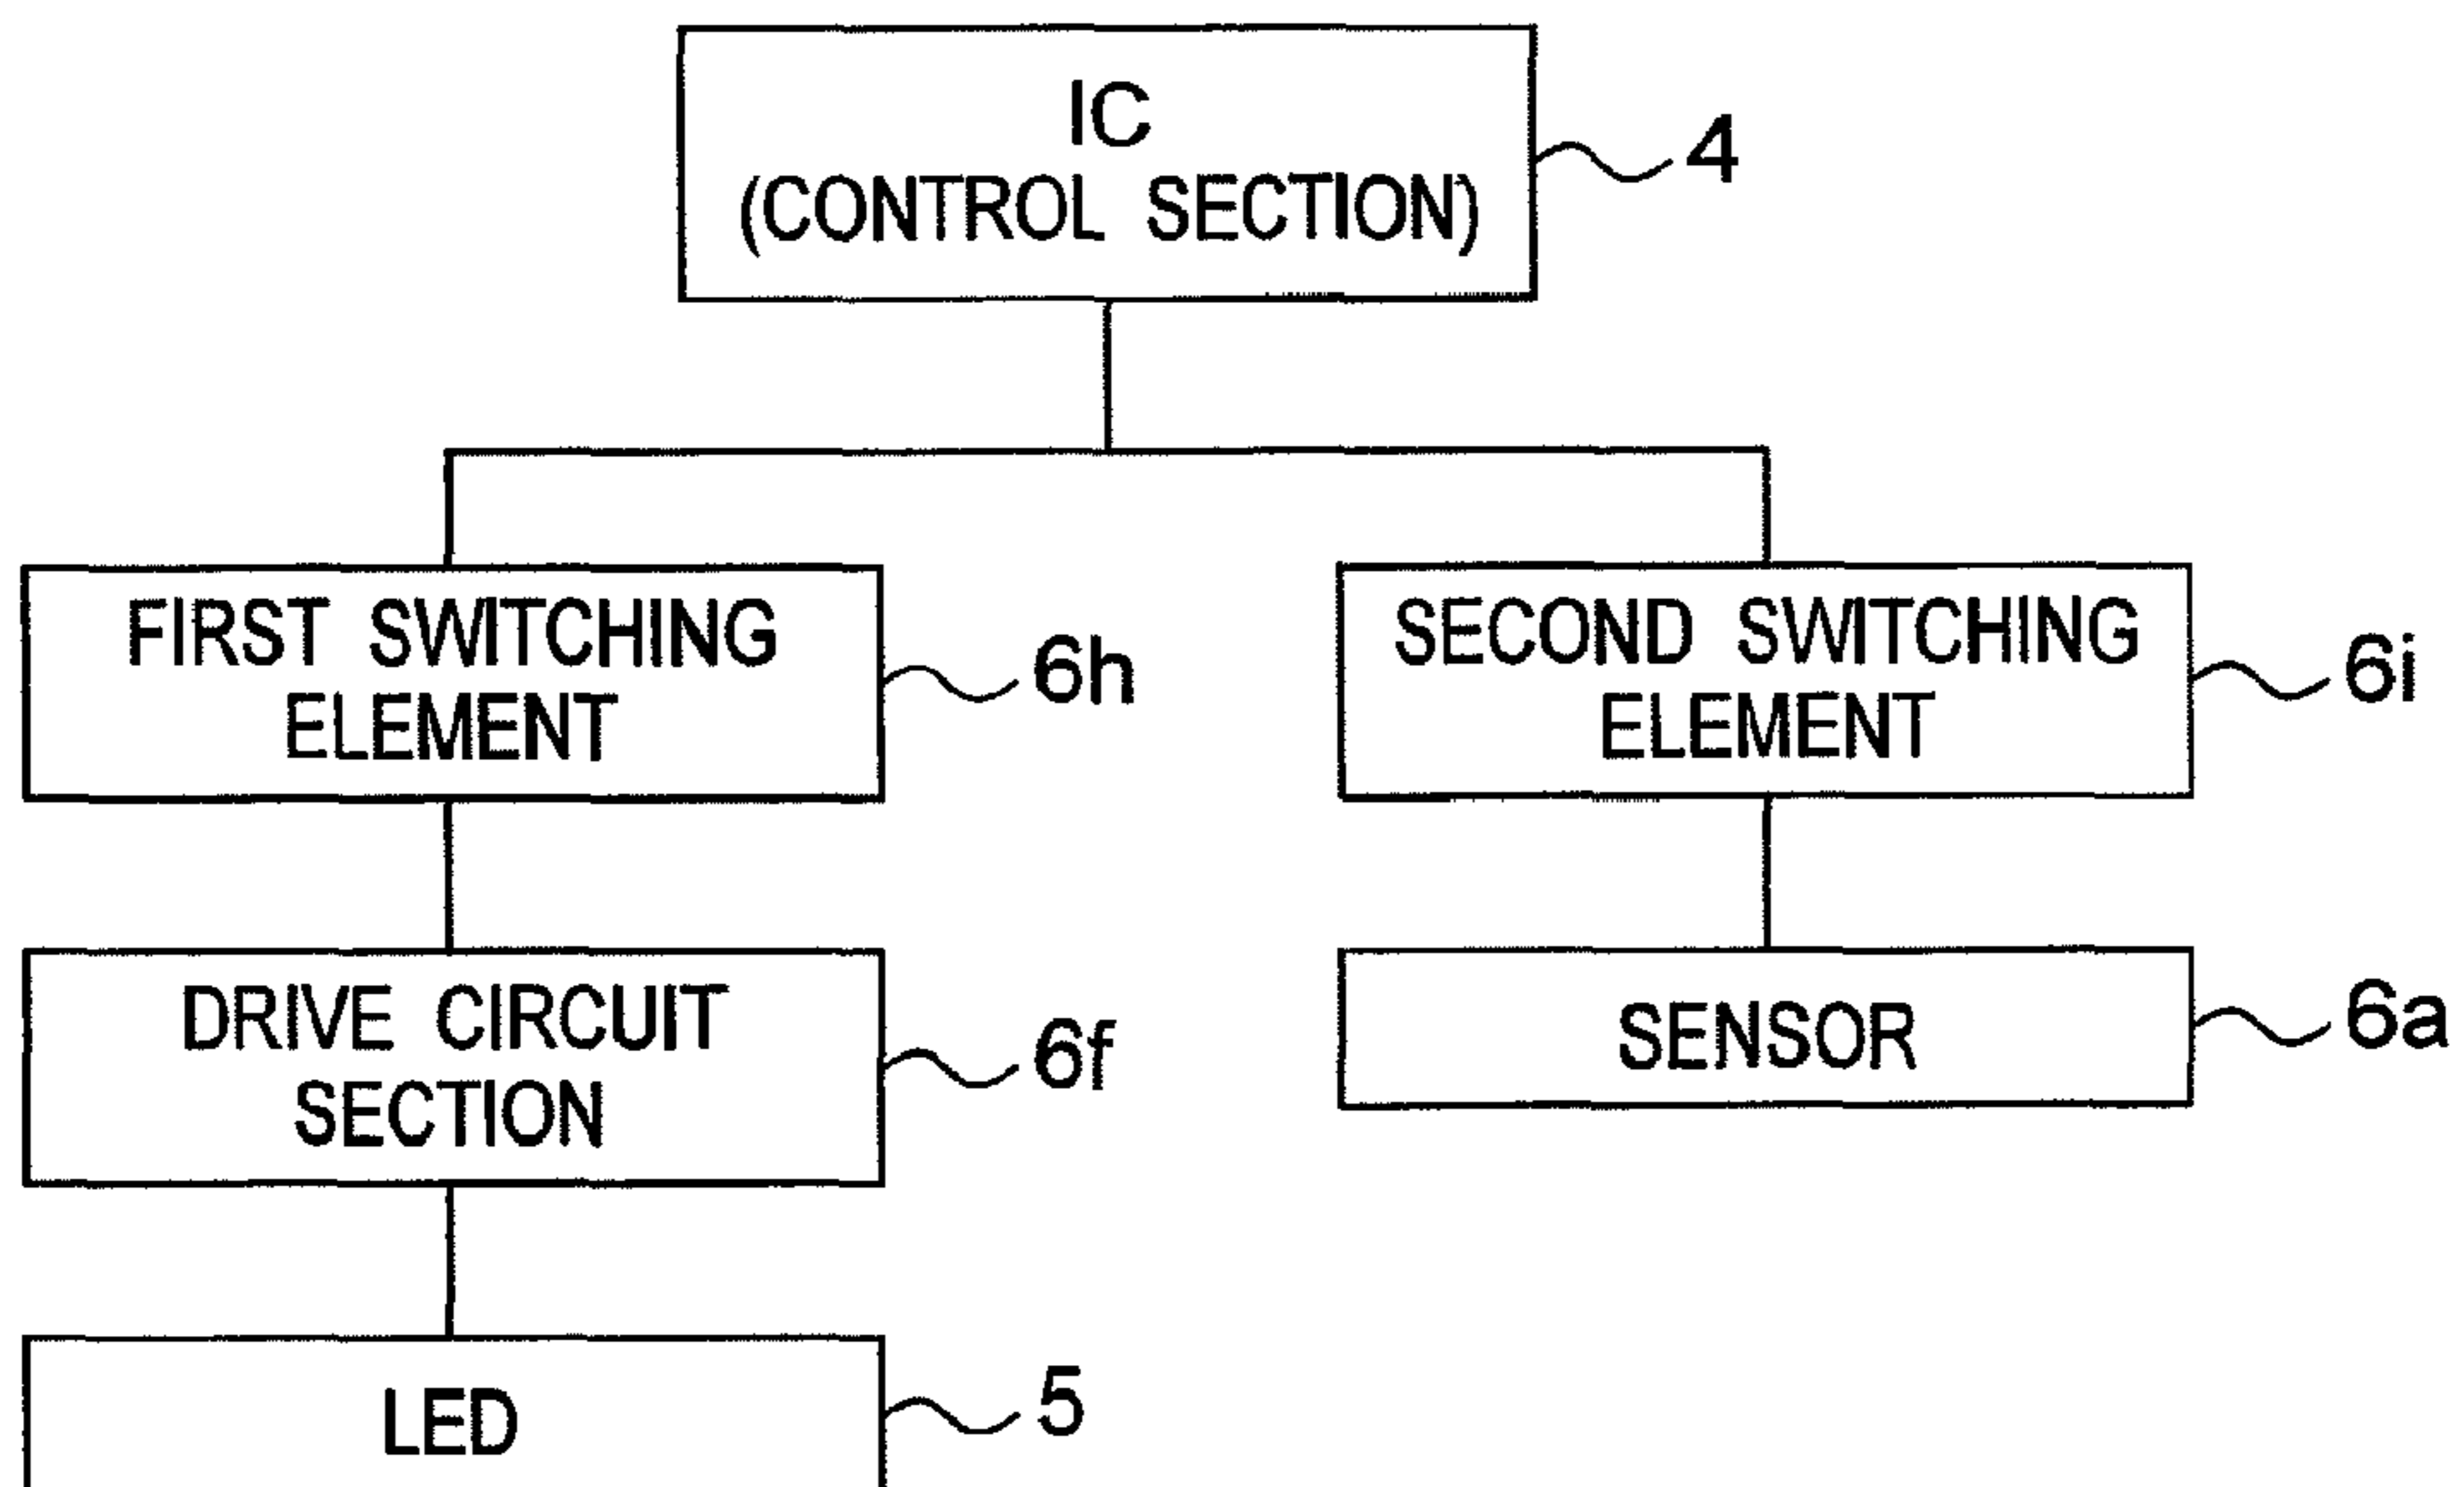 IC
(CONTROL SECTION)
4
FIRST SWITCHING
ELEMENT
6h
SECOND SWITCHING
ELEMENT
6i
DRIVE CIRCUIT
SECTION
6f
SENSOR
6a
LED
5